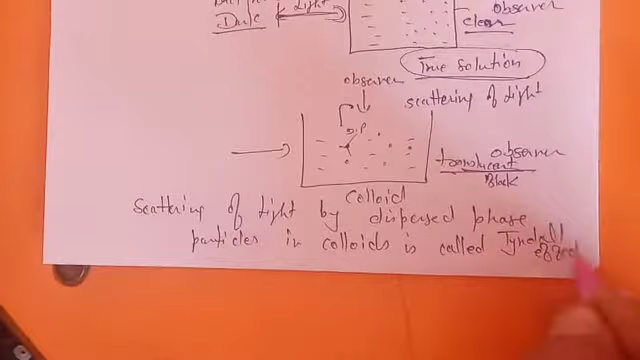 light observer
Dark clear
True solution
observer
scattering of light
D.P
observer
translucent
Black
Colloid
Scattering of light by dispersed phase
particles in colloids is called Tyndall
effect